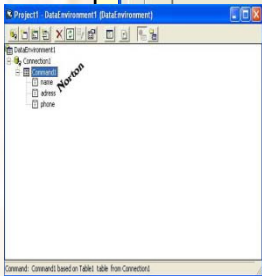 Project1 - DataEnvironment1 (DataEnvironment)
DataEnvironment1
Connection1
Command1
name
adress
phone
Norton
Command: Command1 based on Table1 table from Connection1